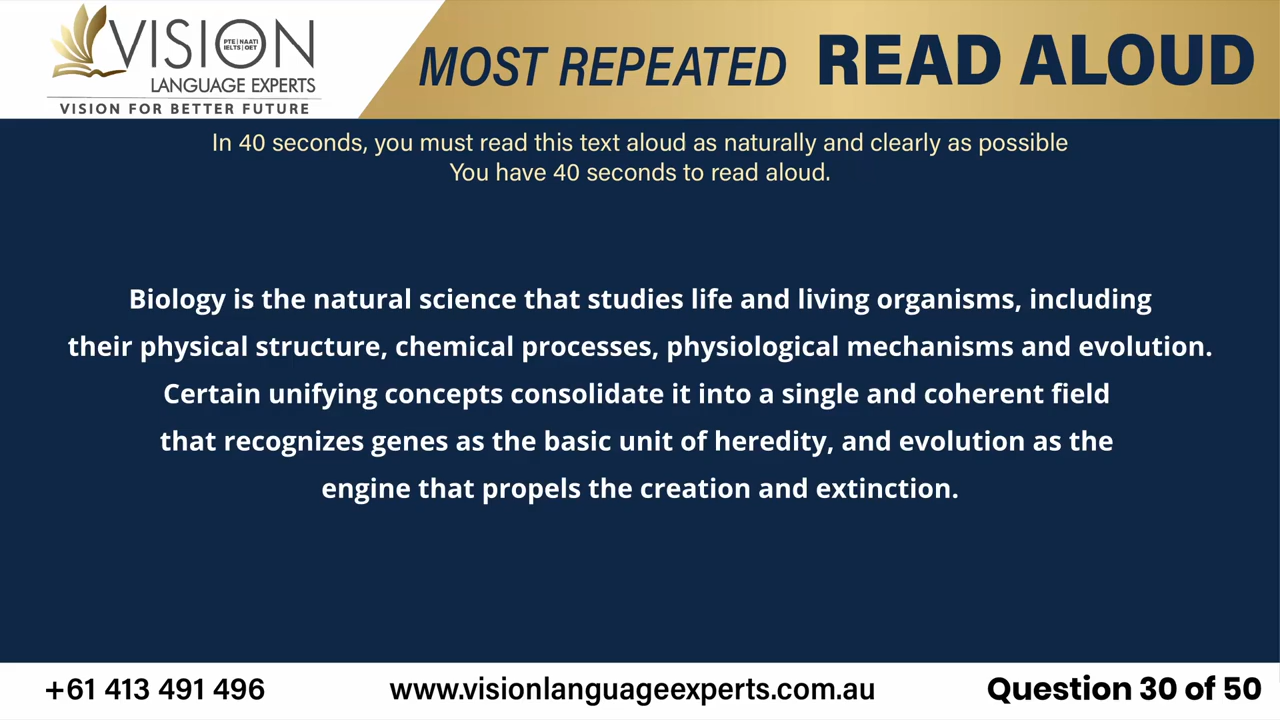 VISION
PTE | NAATI
IELTS | OET
LANGUAGE EXPERTS
VISION FOR BETTER FUTURE
MOST REPEATED READ ALOUD
In 40 seconds, you must read this text aloud as naturally and clearly as possible
You have 40 seconds to read aloud.
Biology is the natural science that studies life and living organisms, including
their physical structure, chemical processes, physiological mechanisms and evolution.
Certain unifying concepts consolidate it into a single and coherent field
that recognizes genes as the basic unit of heredity, and evolution as the
engine that propels the creation and extinction.
+61 413 491 496
www.visionlanguageexperts.com.au
Question 30 of 50